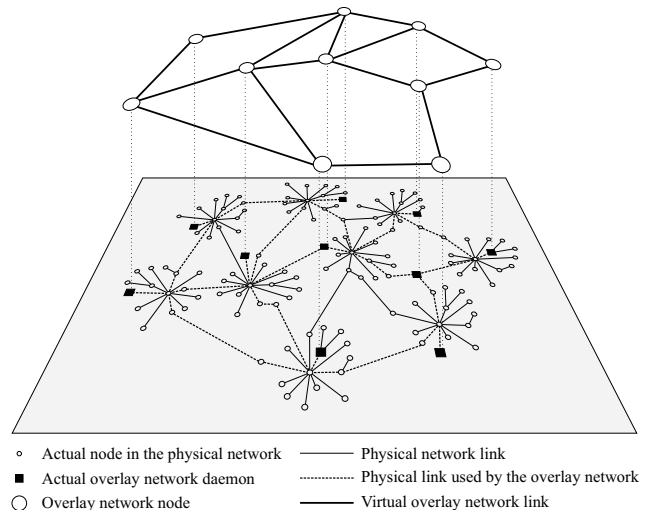 Actual node in the physical network
Physical network link
Actual overlay network daemon
Physical link used by the overlay network
Overlay network node
Virtual overlay network link